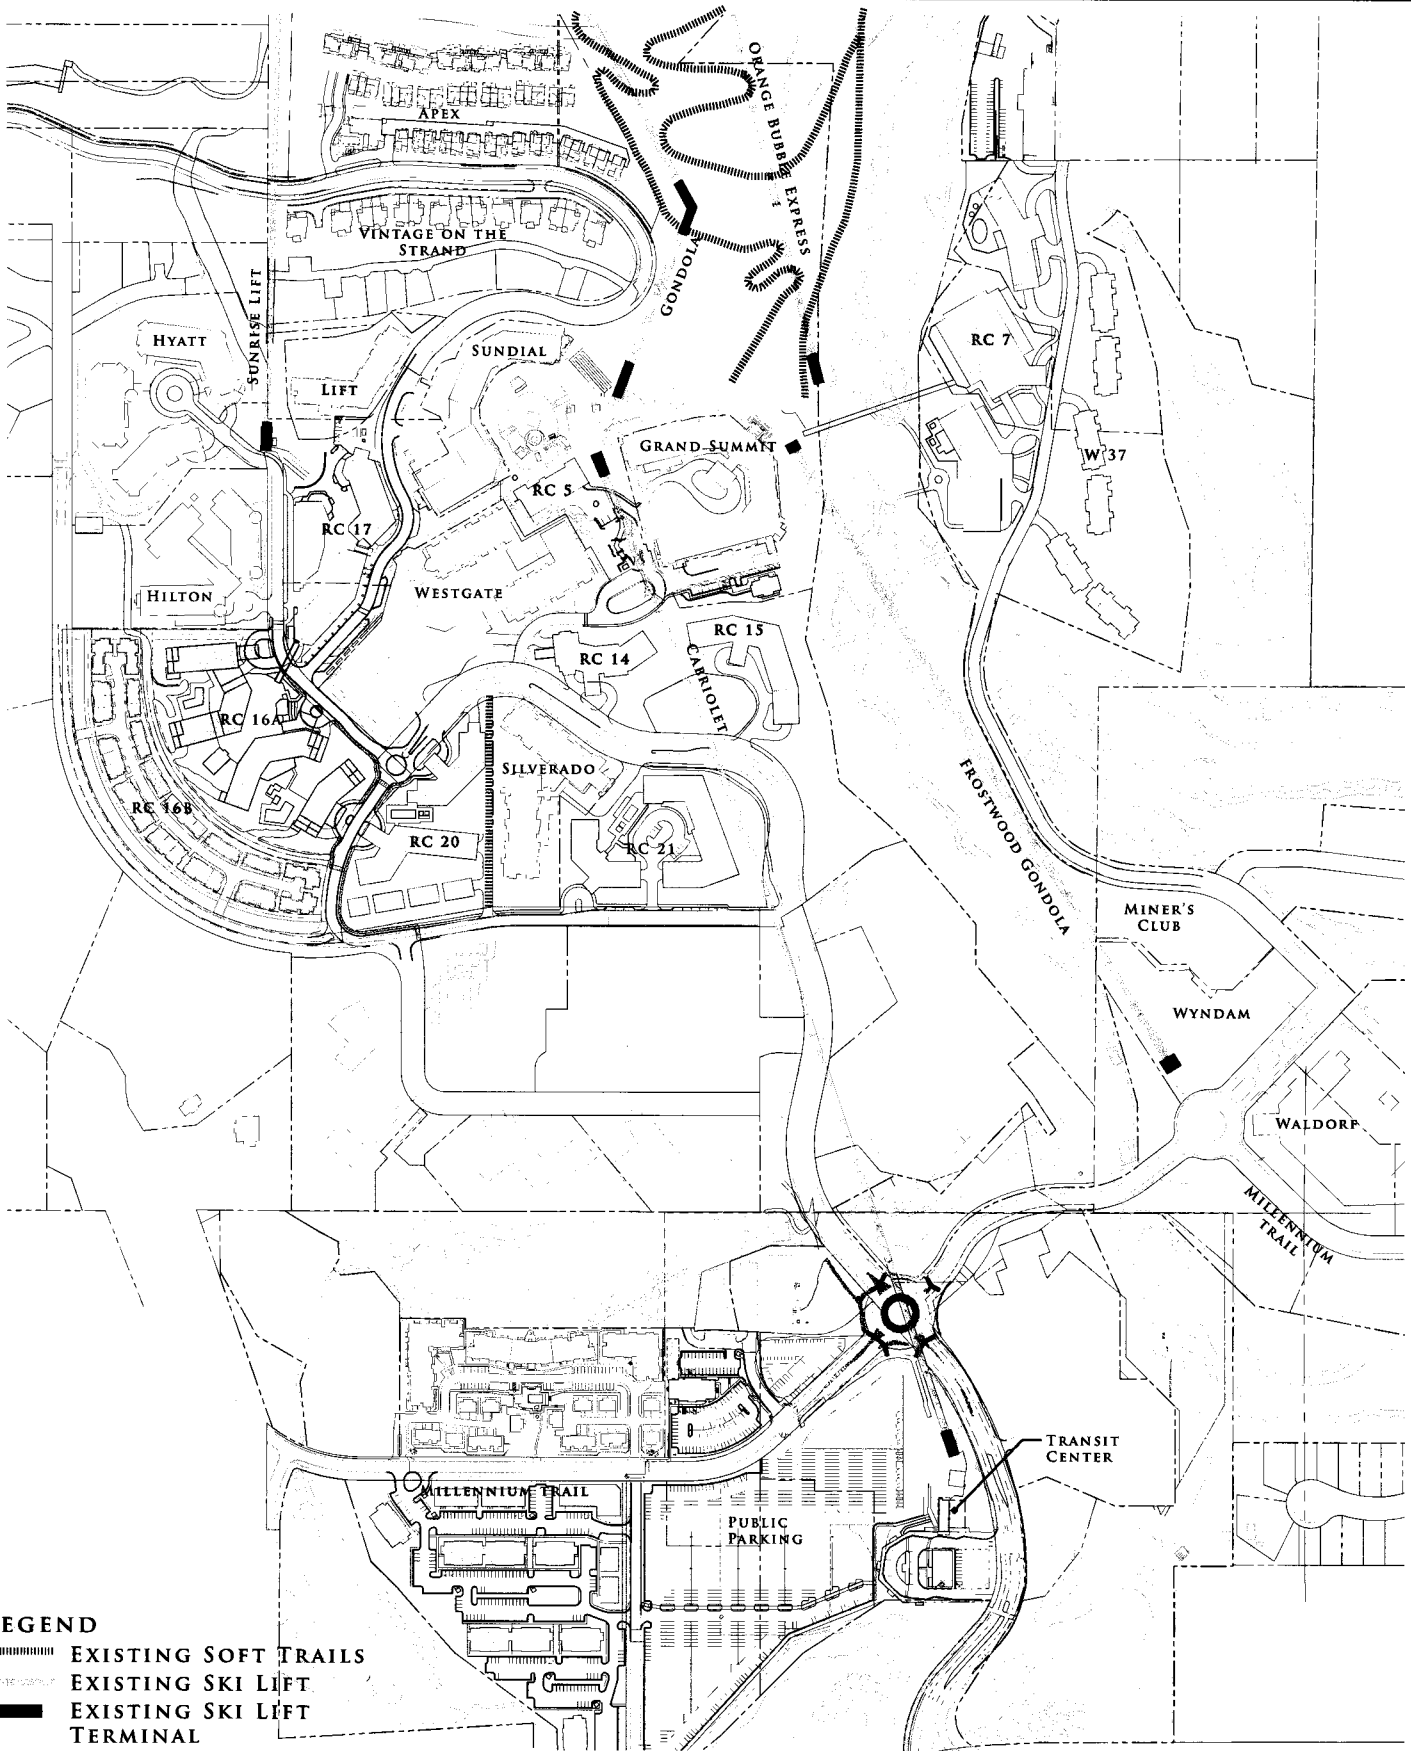 APEX
ORANGE BUBBLE EXPRESS
VINTAGE ON THE
STRAND
GONDOLA
SUNRISE LIFT
HYATT
SUNDIAL
LIFT
RC 7
GRAND SUMMIT
W 37
RC 5
RC 17
HILTON
WESTGATE
RC 15
RC 14
CABRIOLET
RC 16A
SILVERADO
RC 16B
RC 20
RC 21
FROSTWOOD GONDOLA
MINER'S
CLUB
WYNDAM
WALDORF
MILLENNIUM
TRAIL
TRANSIT
CENTER
MILLENNIUM TRAIL
PUBLIC
PARKING
EGEND
EXISTING SOFT TRAILS
EXISTING SKI LIFT
EXISTING SKI LIFT
TERMINAL